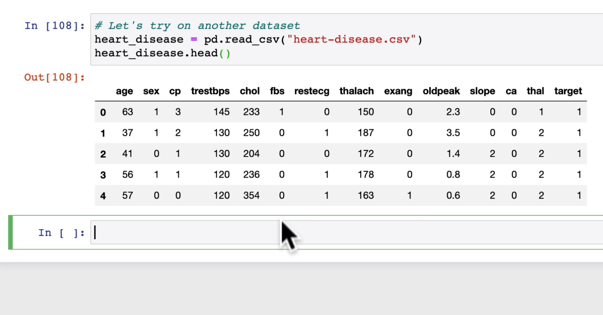 In [108]: # Let's try on another dataset
heart_disease = pd.read_csv("heart-disease.csv")
heart_disease.head()
Out[108]:
age sex cp trestbps chol fbs restecg thalach exang oldpeak slope ca thal target
0 63 1 3 145 233 1 0 150 0 2.3 0 0 1 1
1 37 1 2 130 250 0 1 187 0 3.5 0 0 2 1
2 41 0 1 130 204 0 0 172 0 1.4 2 0 2 1
3 56 1 1 120 236 0 1 178 0 0.8 2 0 2 1
4 57 0 0 120 354 0 1 163 1 0.6 2 0 2 1
In [ ]: